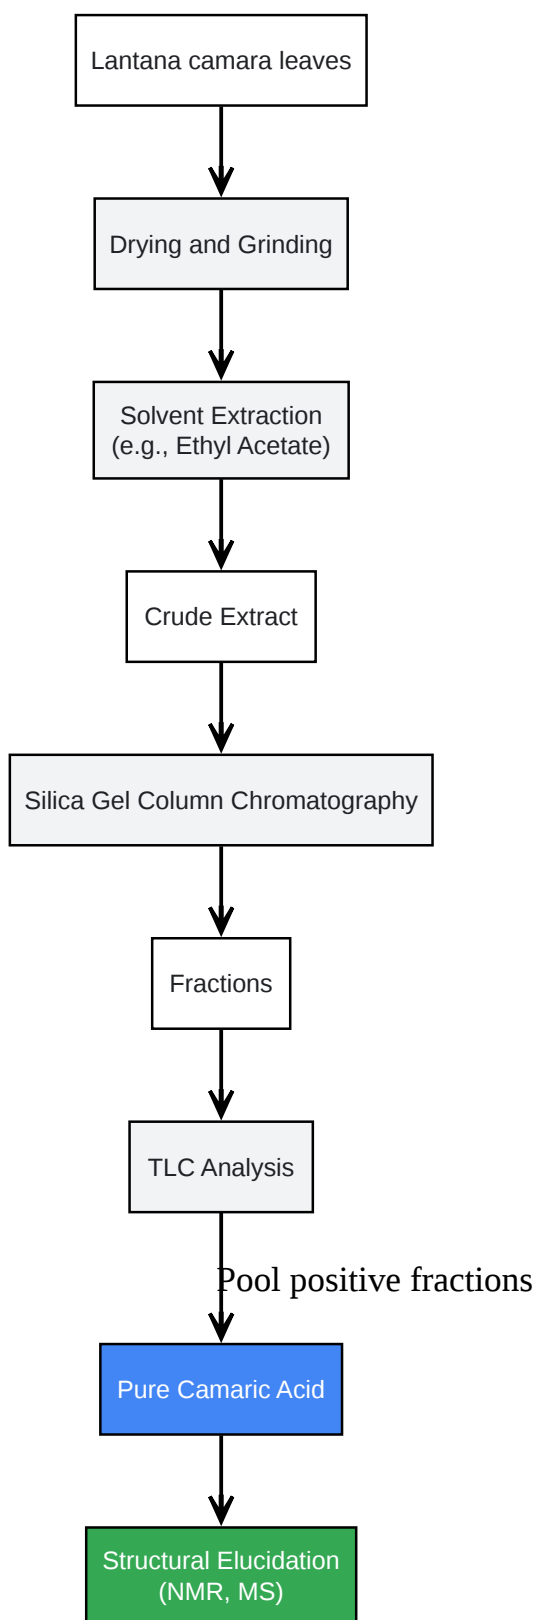 Lantana camara leaves
Drying and Grinding
Solvent Extraction
(e.g., Ethyl Acetate)
Crude Extract
Silica Gel Column Chromatography
Fractions
TLC Analysis
Pool positive fractions
Pure Camaric Acid
Structural Elucidation
(NMR, MS)